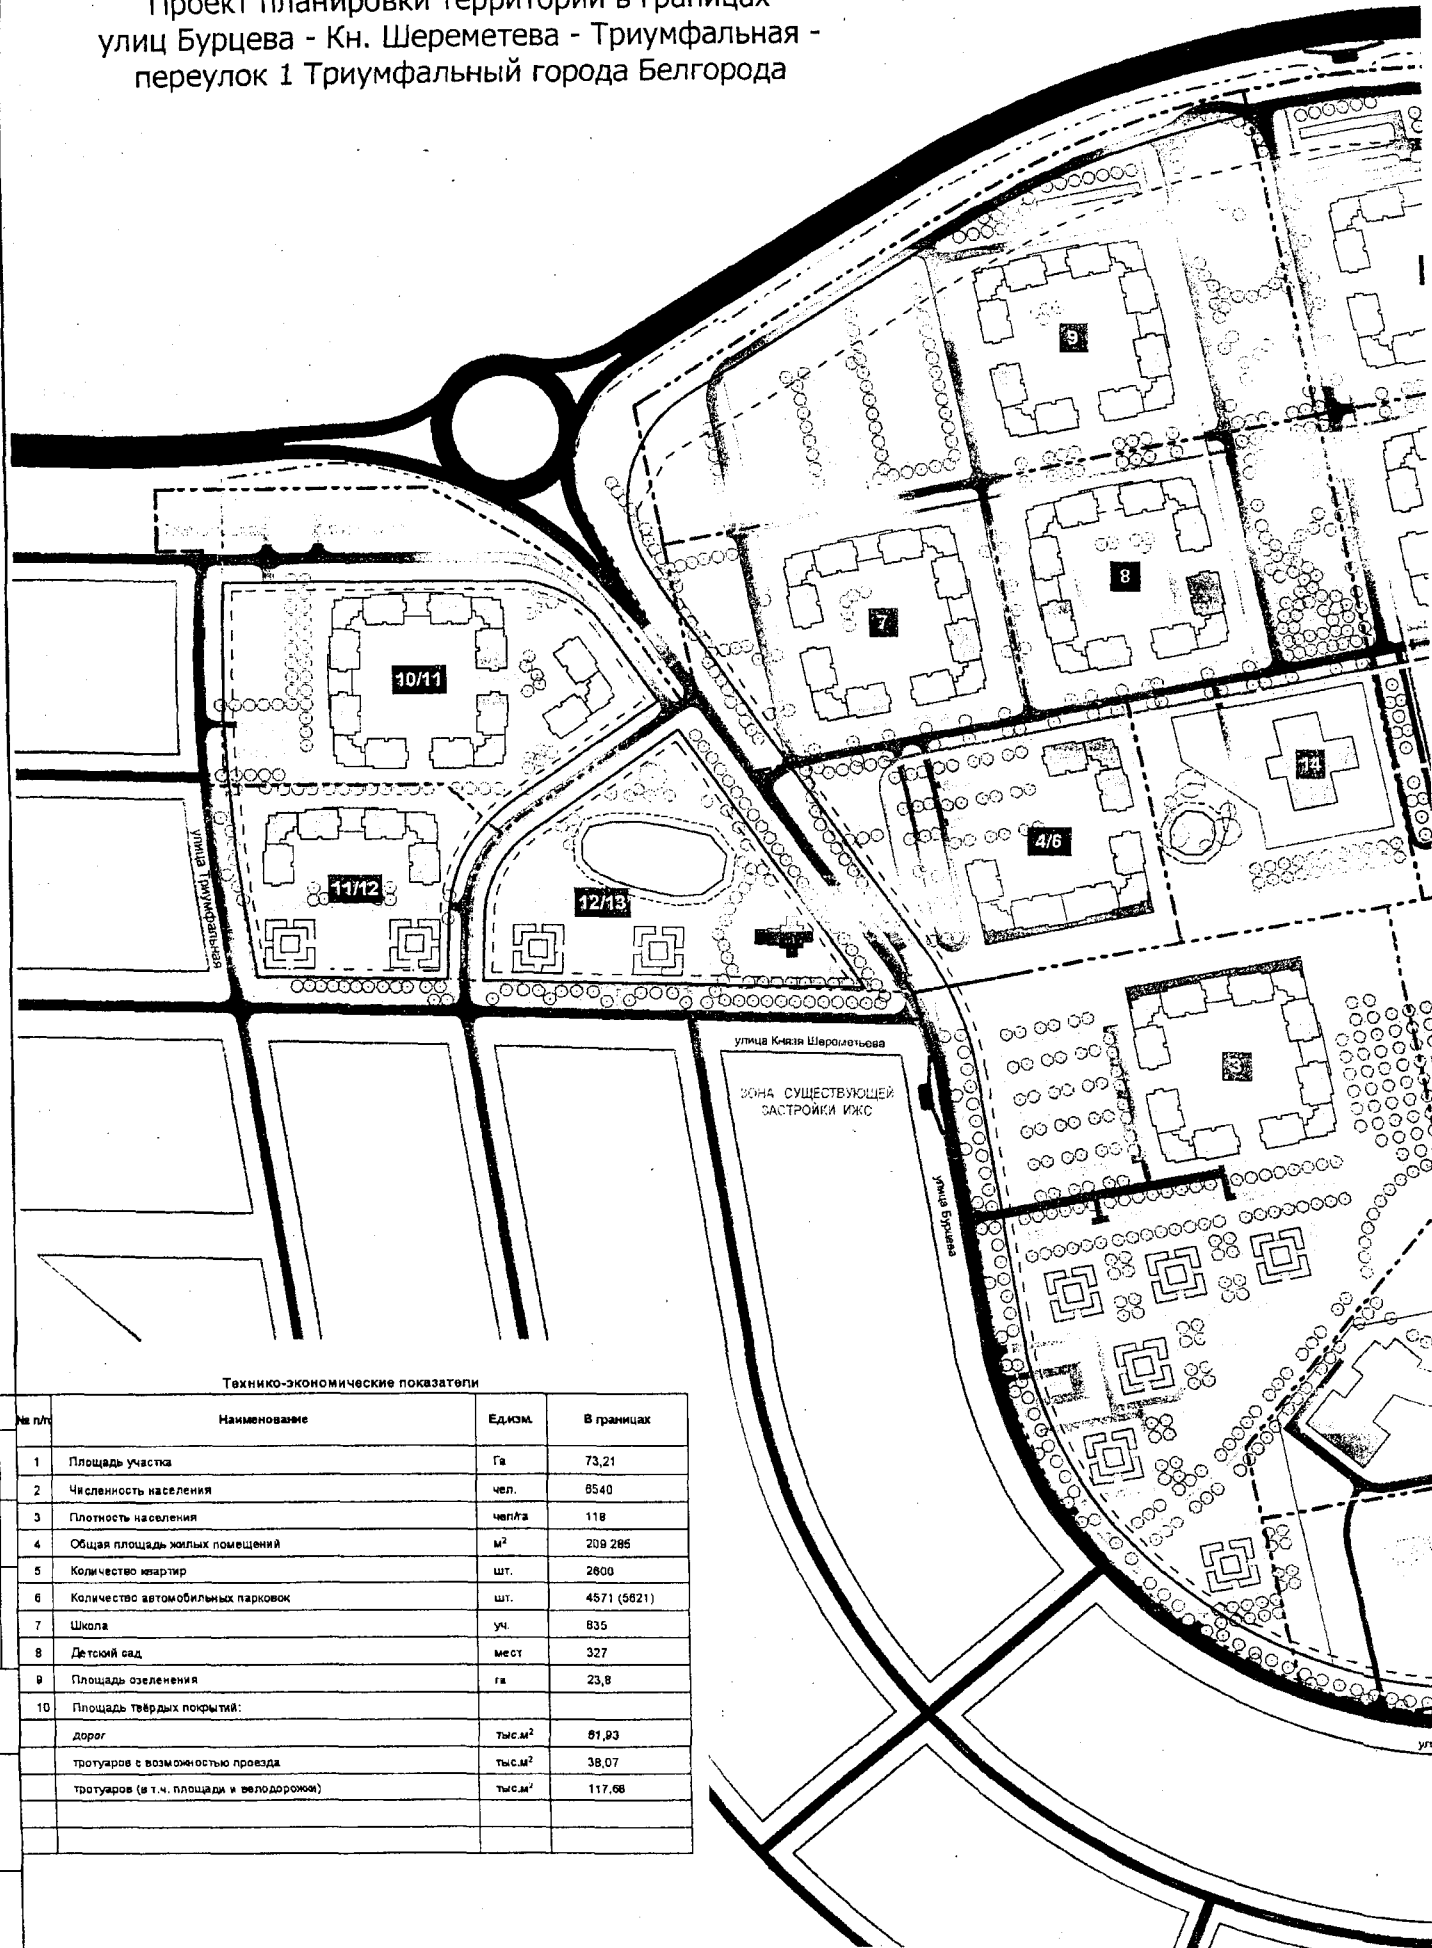 Проект планировки территории в границах
улиц Бурцева - Кн. Шереметева - Триумфальная -
переулок 1 Триумфальный города Белгорода
9
8
7
10/11
14
4/6
11/12
12/13
3
улица Триумфальная
улица Князя Шереметьева
ЗОНА СУЩЕСТВУЮЩЕЙ
ЗАСТРОЙКИ ИЖС
улица Бурцева
ул
Технико-экономические показатели
№ п/п Наименование Ед.изм. В границах
1 Площадь участка Га 73,21
2 Численность населения чел. 8540
3 Плотность населения чел/га 118
4 Общая площадь жилых помещений м² 209 285
5 Количество квартир шт. 2600
6 Количество автомобильных парковок шт. 4571 (5621)
7 Школа уч. 835
8 Детский сад мест 327
9 Площадь озеленения га 23,8
10 Площадь твёрдых покрытий:
дорог тыс.м² 61,93
тротуаров с возможностью проезда тыс.м² 38,07
тротуаров (в т.ч. площади и велодорожки) тыс.м² 117,68